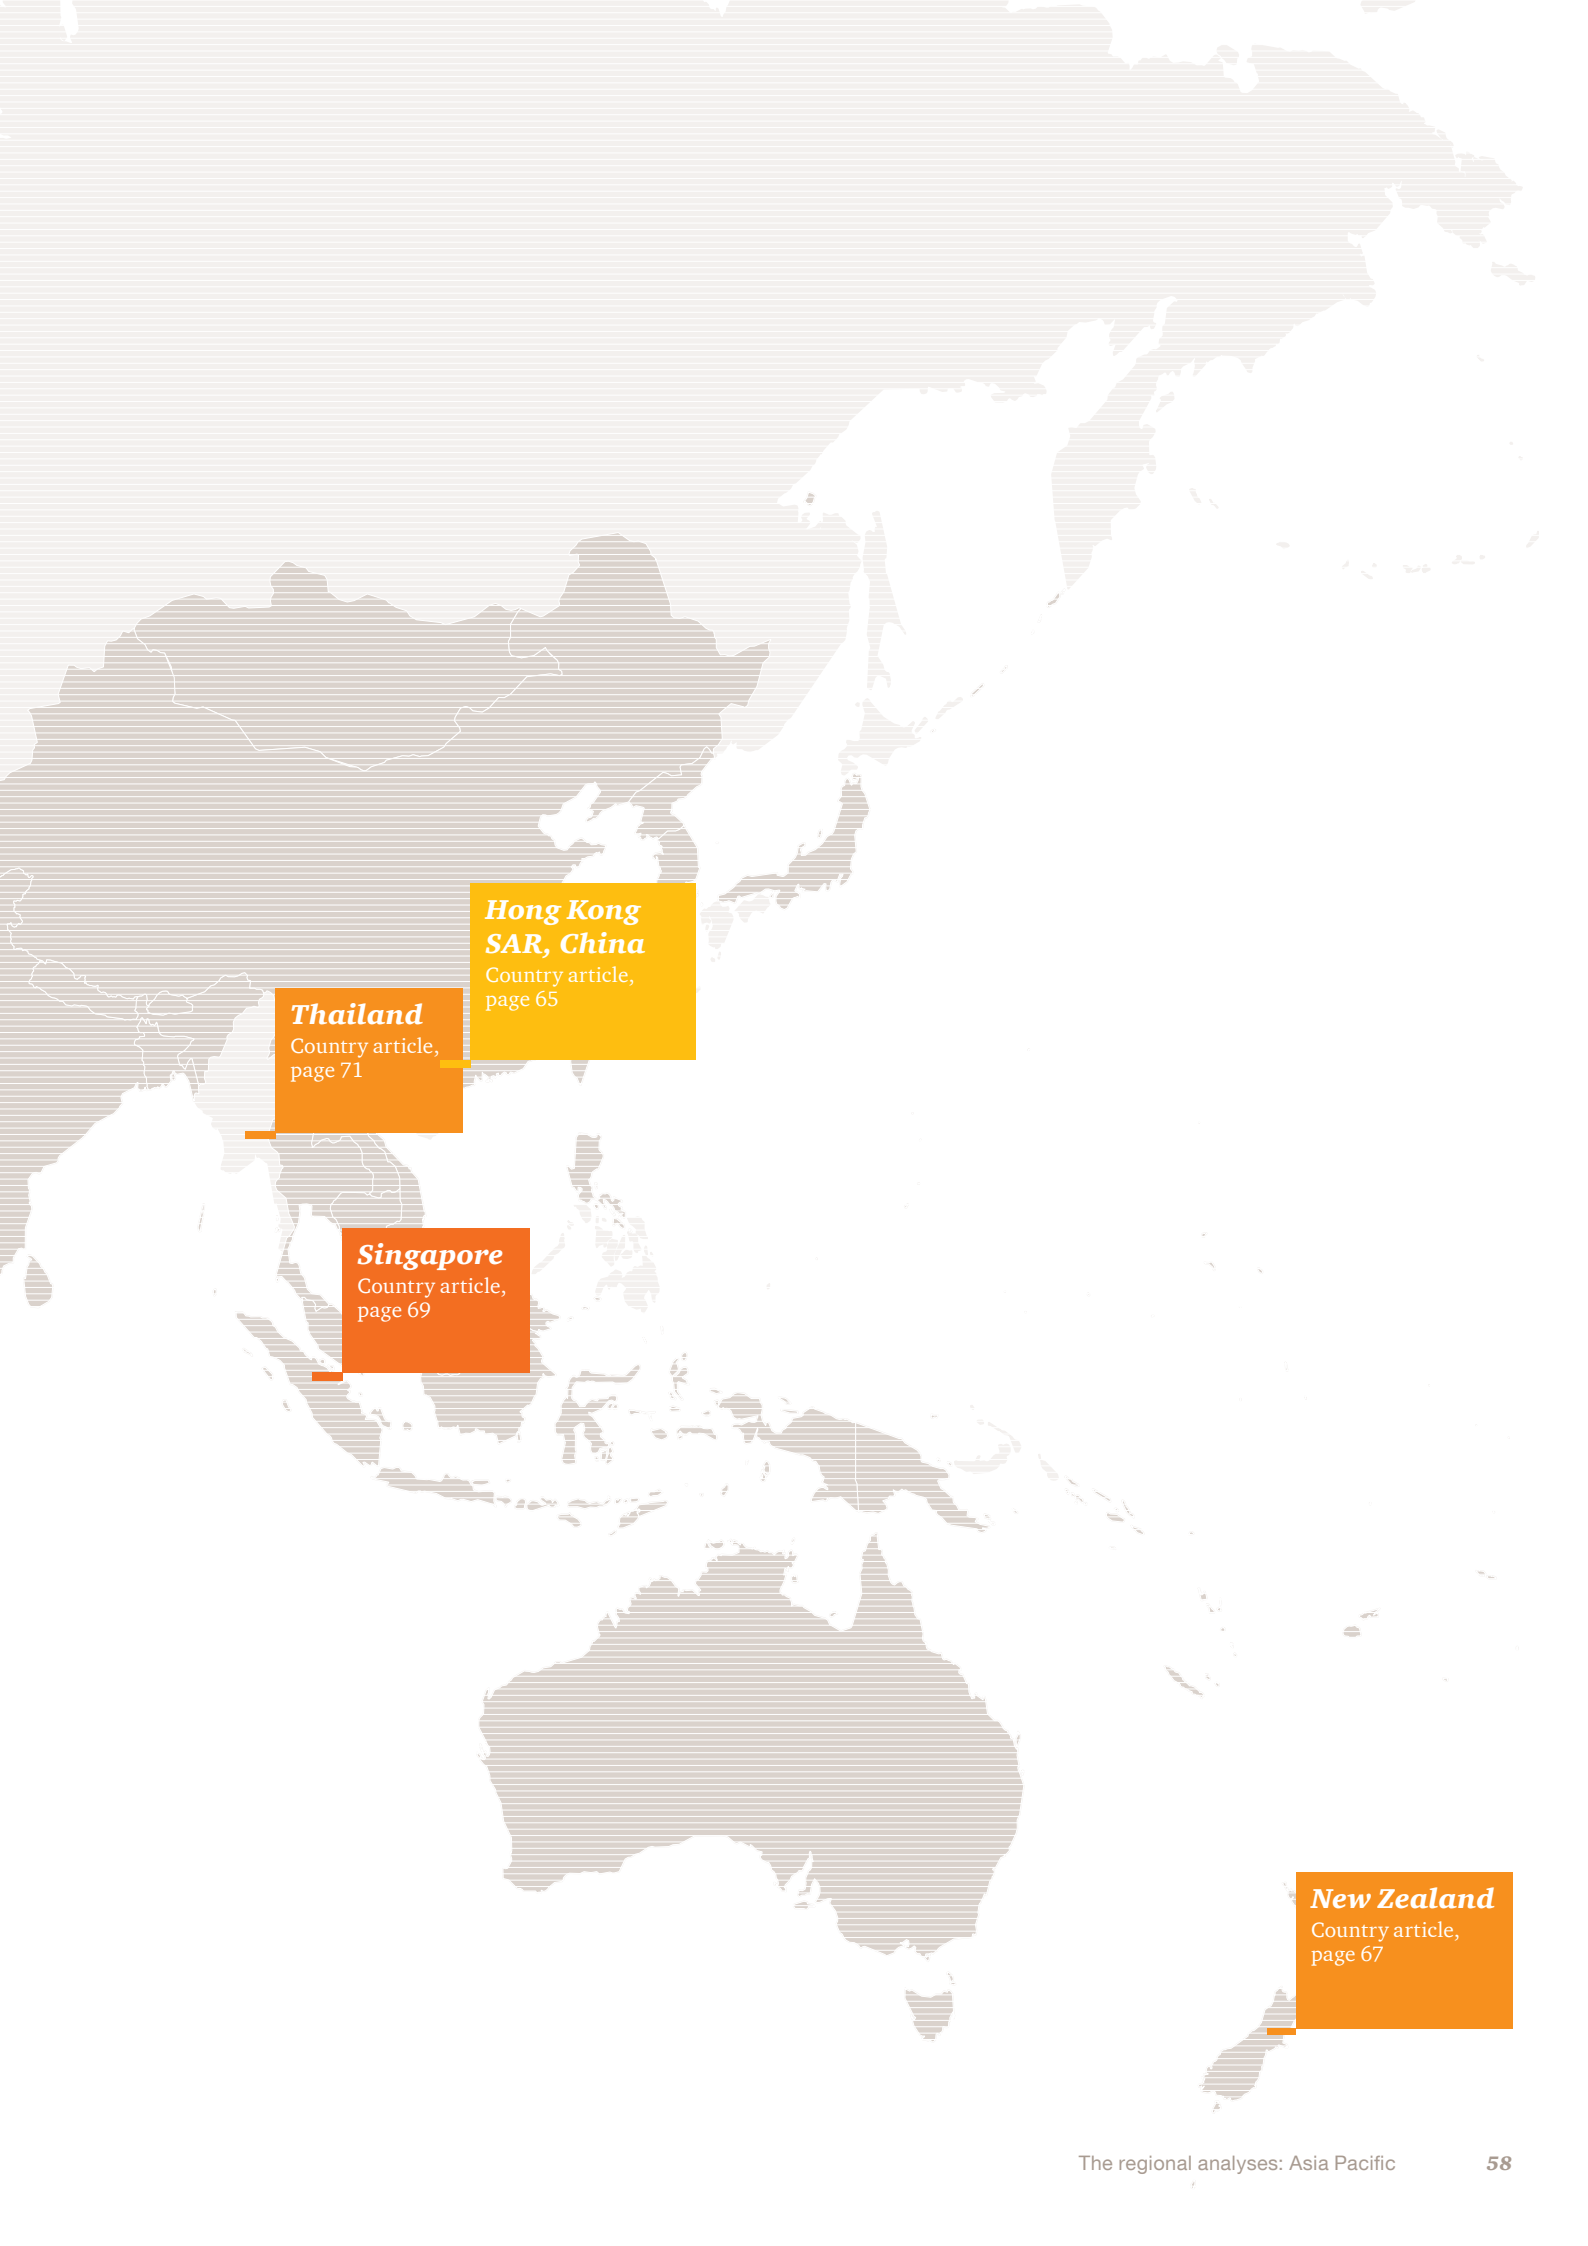 Hong Kong
SAR, China
Country article,
page 65
Thailand
Country article,
page 71
Singapore
Country article,
page 69
New Zealand
Country article,
page 67
The regional analyses: Asia Pacific 58